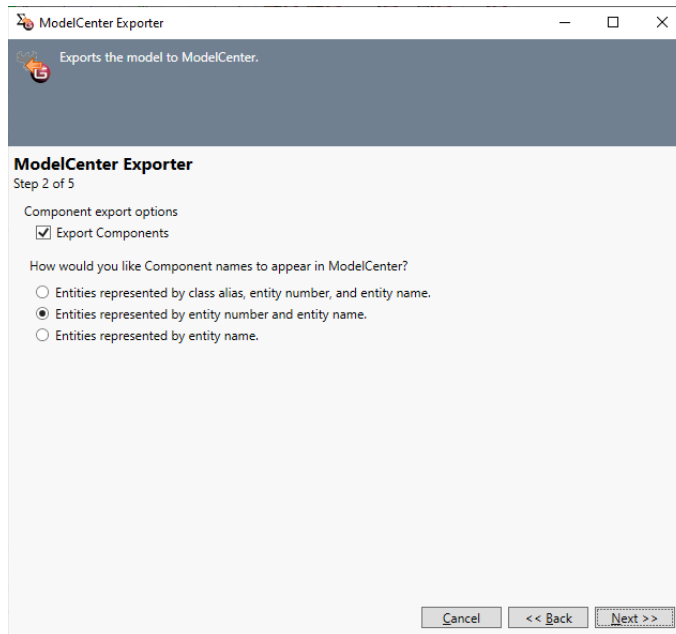 ModelCenter Exporter
Exports the model to ModelCenter.
ModelCenter Exporter
Step 2 of 5
Component export options
Export Components
How would you like Component names to appear in ModelCenter?
Entities represented by class alias, entity number, and entity name.
Entities represented by entity number and entity name.
Entities represented by entity name.
Cancel << Back Next >>